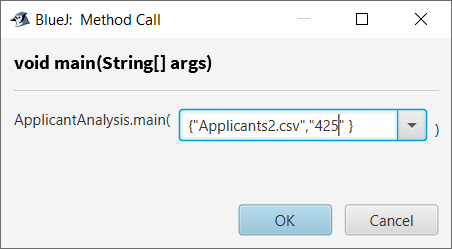 BlueJ: Method Call
void main(String[] args)
ApplicantAnalysis.main( {"Applicants2.csv","425" } )
OK Cancel